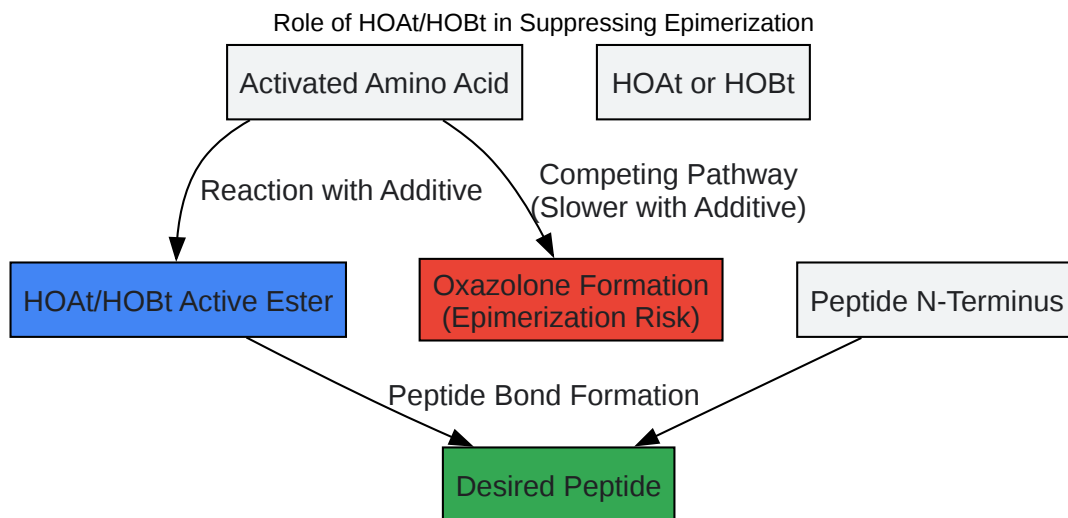 Role of HOAt/HOBt in Suppressing Epimerization
Activated Amino Acid
HOAt or HOBt
Reaction with Additive
Competing Pathway
(Slower with Additive)
HOAt/HOBt Active Ester
Oxazolone Formation
(Epimerization Risk)
Peptide N-Terminus
Peptide Bond Formation
Desired Peptide